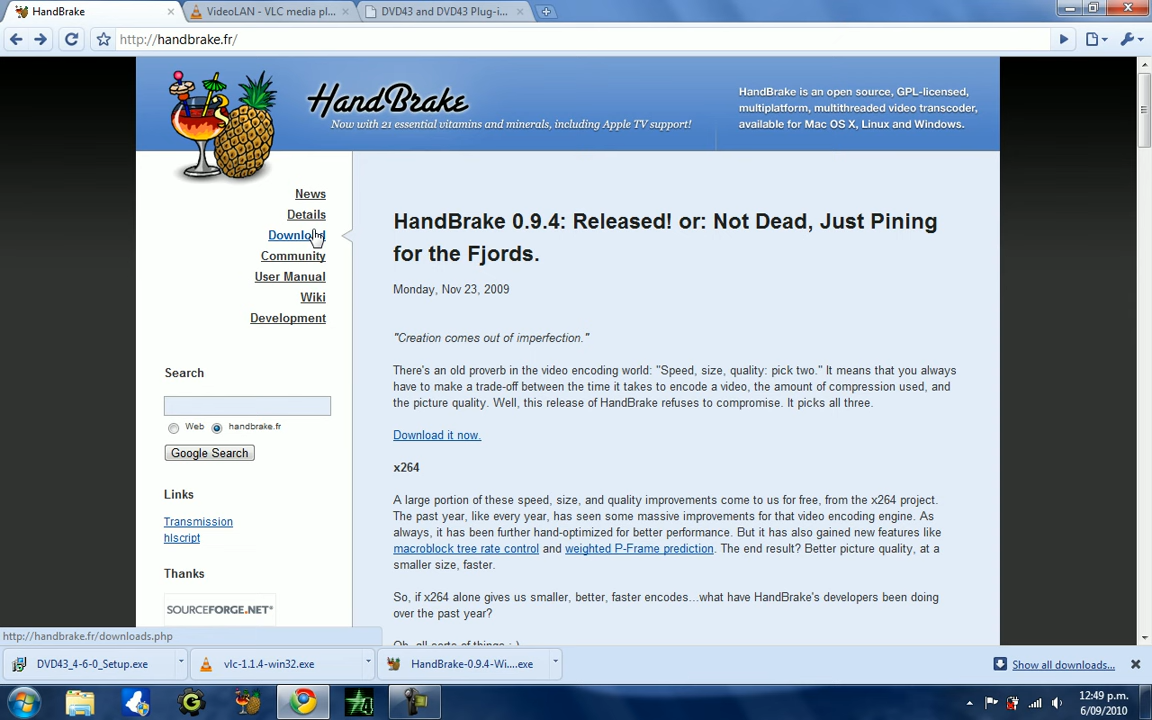 HandBrake
VideoLAN - VLC media pl...
DVD43 and DVD43 Plug-i...
http://handbrake.fr/
HandBrake
Now with 21 essential vitamins and minerals, including Apple TV support!
HandBrake is an open source, GPL-licensed,
multiplatform, multithreaded video transcoder,
available for Mac OS X, Linux and Windows.
News
Details
Download
Community
User Manual
Wiki
Development
Search
Web
handbrake.fr
Google Search
Links
Transmission
hlscript
Thanks
SOURCEFORGE.NET®
HandBrake 0.9.4: Released! or: Not Dead, Just Pining
for the Fjords.
Monday, Nov 23, 2009
"Creation comes out of imperfection."
There's an old proverb in the video encoding world: "Speed, size, quality: pick two." It means that you always
have to make a trade-off between the time it takes to encode a video, the amount of compression used, and
the picture quality. Well, this release of HandBrake refuses to compromise. It picks all three.
Download it now.
x264
A large portion of these speed, size, and quality improvements come to us for free, from the x264 project.
The past year, like every year, has seen some massive improvements for that video encoding engine. As
always, it has been further hand-optimized for better performance. But it has also gained new features like
macroblock tree rate control and weighted P-Frame prediction. The end result? Better picture quality, at a
smaller size, faster.
So, if x264 alone gives us smaller, better, faster encodes...what have HandBrake's developers been doing
over the past year?
Oh, all sorts of things :-)
http://handbrake.fr/downloads.php
DVD43_4-6-0_Setup.exe
vlc-1.1.4-win32.exe
HandBrake-0.9.4-Wi....exe
Show all downloads...
12:49 p.m.
6/09/2010